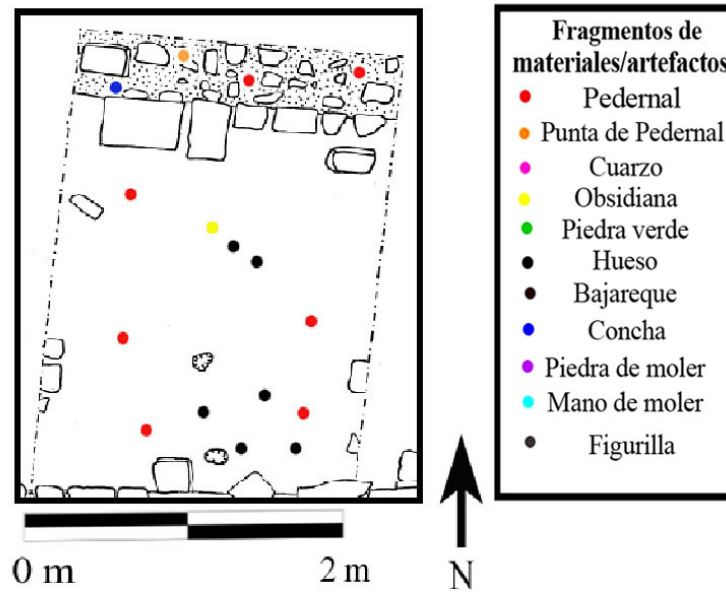 Fragmentos de
materiales/artefactos
Pedernal
Punta de Pedernal
Cuarzo
Obsidiana
Piedra verde
Hueso
Bajareque
Concha
Piedra de moler
Mano de moler
Figurilla
0 m
2 m
N